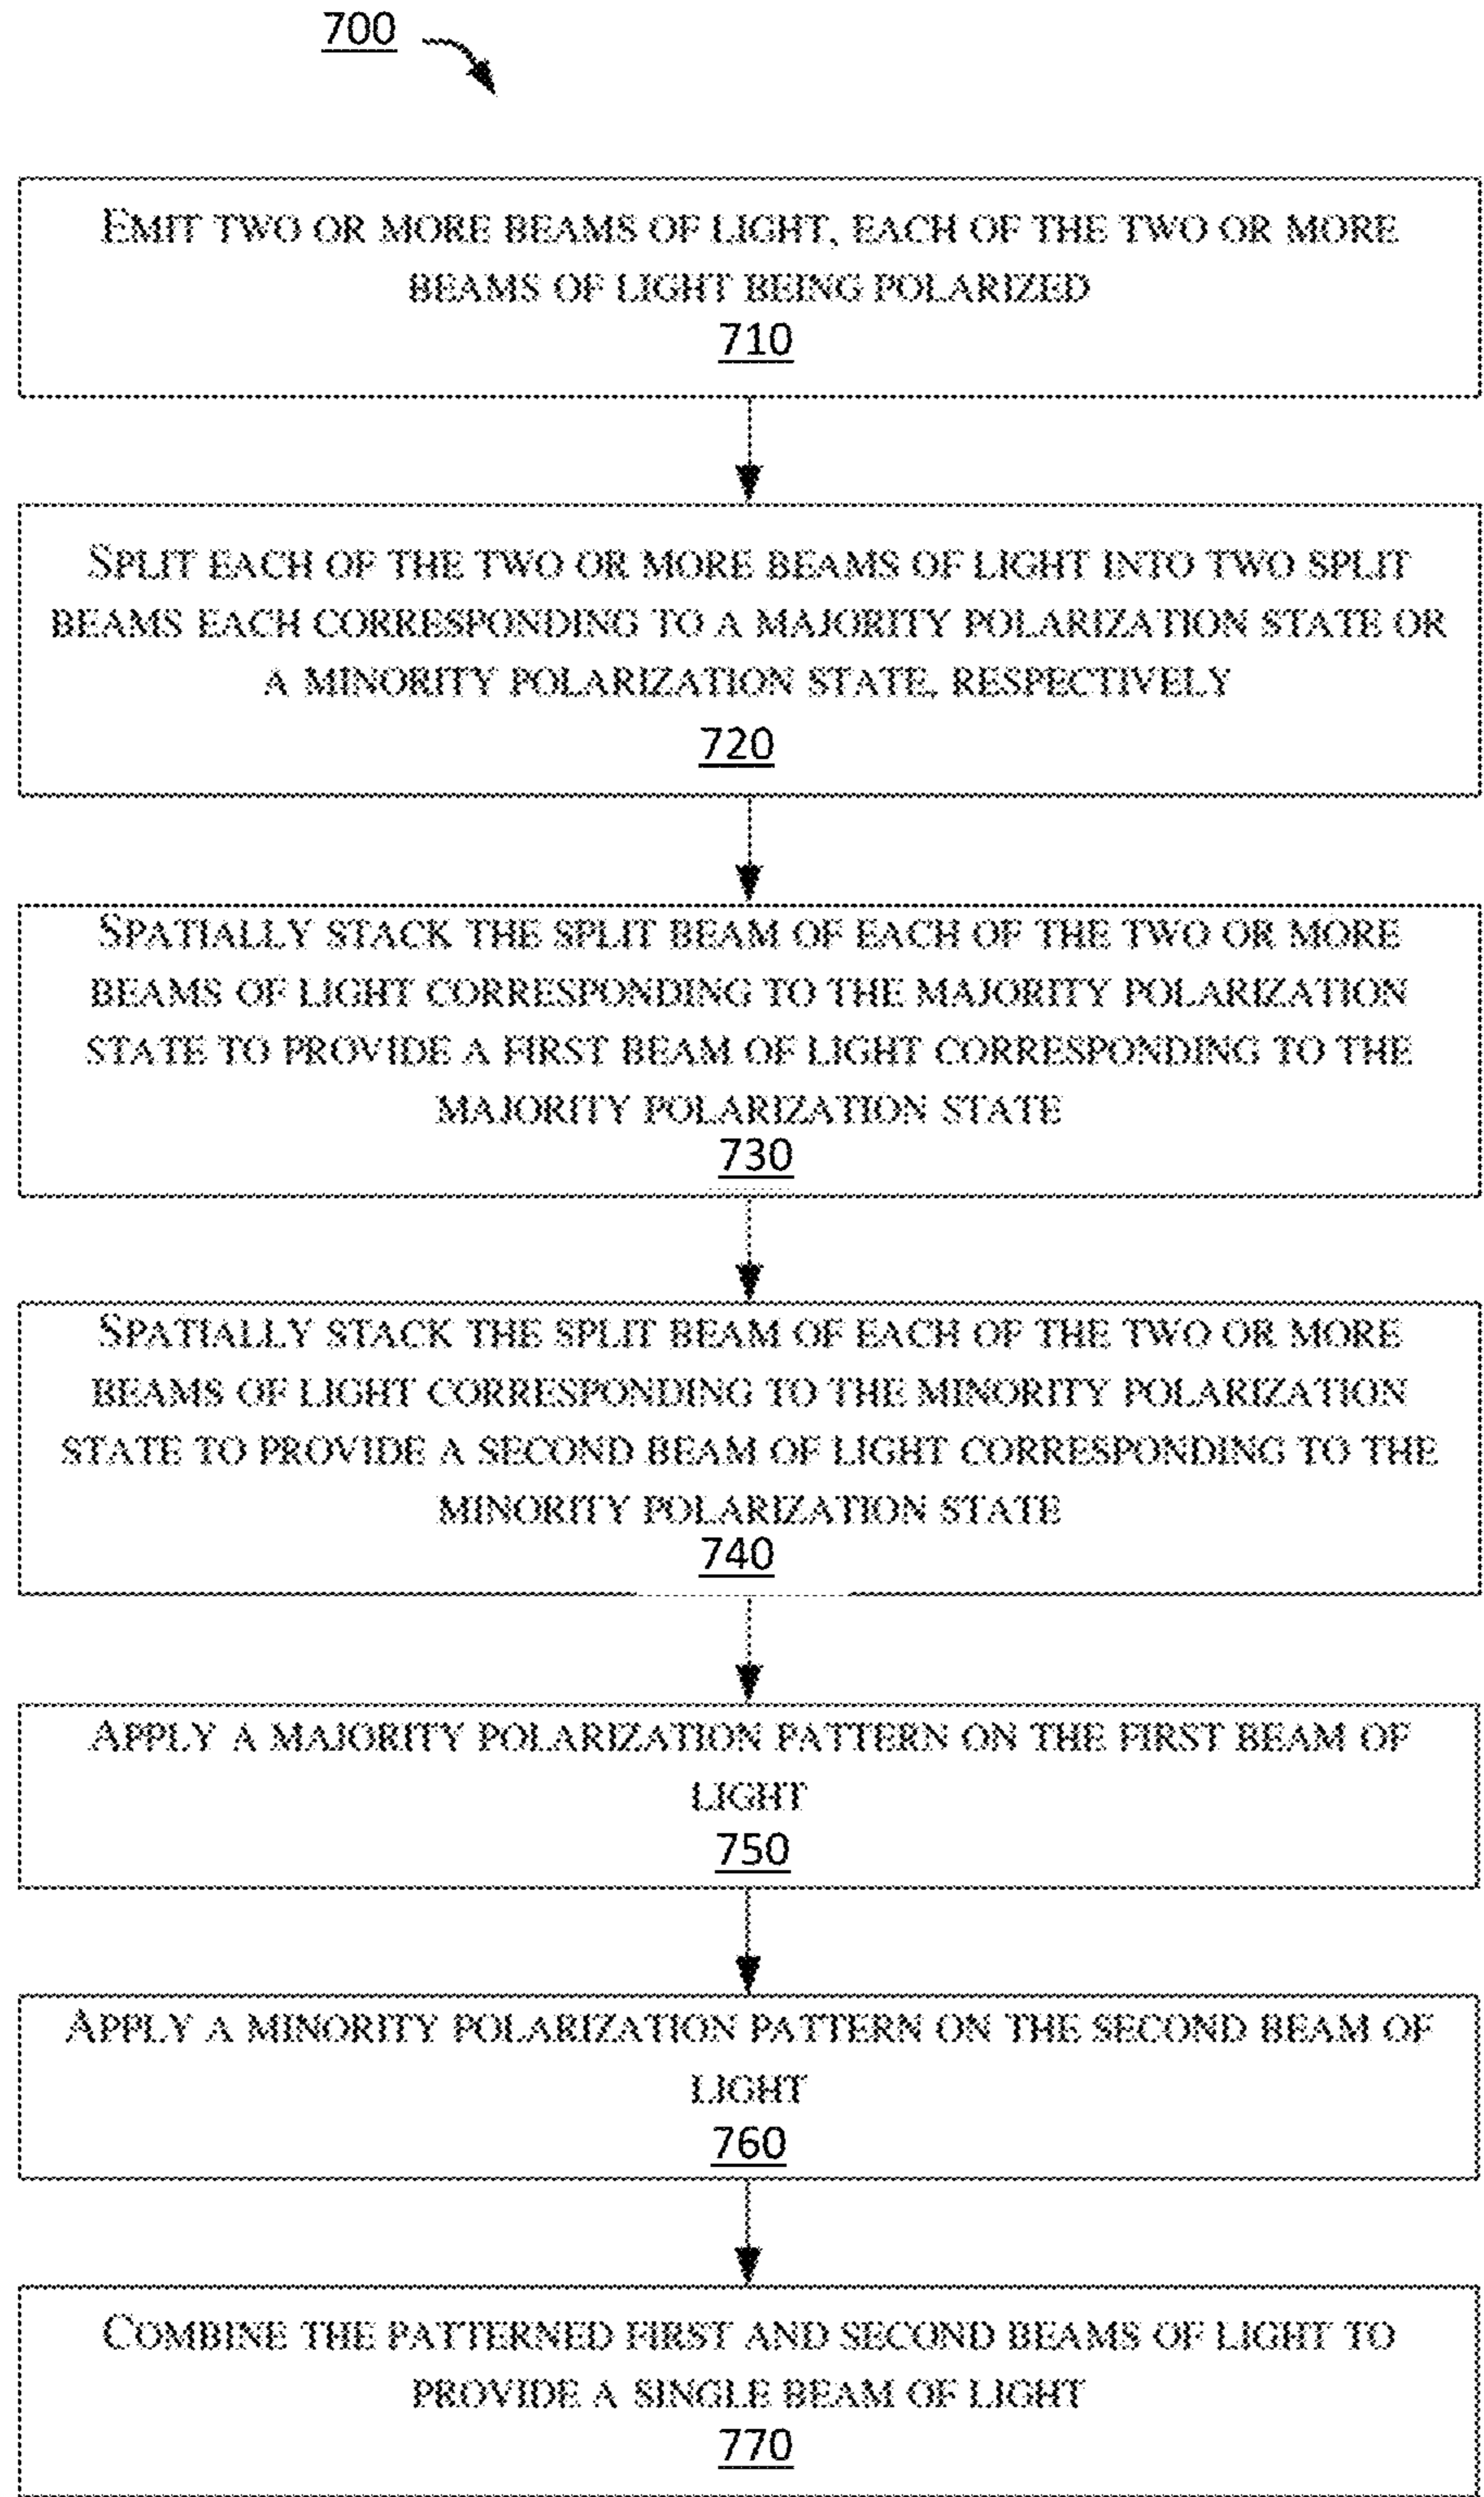 700
EMIT TWO OR MORE BEAMS OF LIGHT, EACH OF THE TWO OR MORE
BEAMS OF LIGHT BEING POLARIZED
710
SPLIT EACH OF THE TWO OR MORE BEAMS OF LIGHT INTO TWO SPLIT
BEAMS EACH CORRESPONDING TO A MAJORITY POLARIZATION STATE OR
A MINORITY POLARIZATION STATE, RESPECTIVELY
720
SPATIALLY STACK THE SPLIT BEAM OF EACH OF THE TWO OR MORE
BEAMS OF LIGHT CORRESPONDING TO THE MAJORITY POLARIZATION
STATE TO PROVIDE A FIRST BEAM OF LIGHT CORRESPONDING TO THE
MAJORITY POLARIZATION STATE
730
SPATIALLY STACK THE SPLIT BEAM OF EACH OF THE TWO OR MORE
BEAMS OF LIGHT CORRESPONDING TO THE MINORITY POLARIZATION
STATE TO PROVIDE A SECOND BEAM OF LIGHT CORRESPONDING TO THE
MINORITY POLARIZATION STATE
740
APPLY A MAJORITY POLARIZATION PATTERN ON THE FIRST BEAM OF
LIGHT
750
APPLY A MINORITY POLARIZATION PATTERN ON THE SECOND BEAM OF
LIGHT
760
COMBINE THE PATTERNED FIRST AND SECOND BEAMS OF LIGHT TO
PROVIDE A SINGLE BEAM OF LIGHT
770